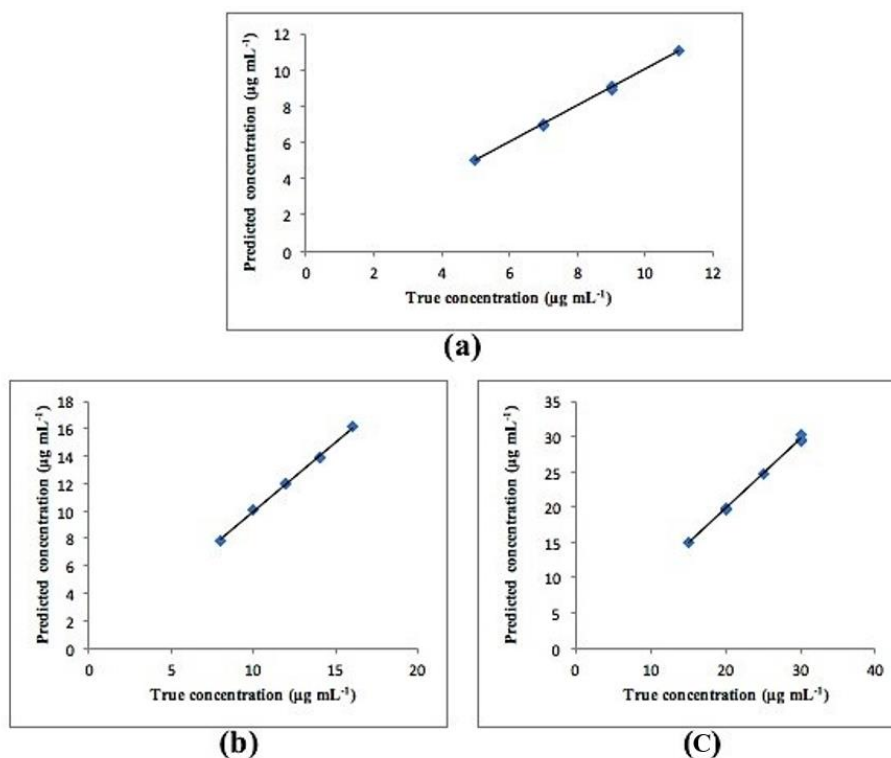 Predicted concentration (µg mL⁻¹)
12
10
8
6
4
2
0
0 2 4 6 8 10 12
True concentration (µg mL⁻¹)
(a)
Predicted concentration (µg mL⁻¹)
18
16
14
12
10
8
6
4
2
0
0 5 10 15 20
True concentration (µg mL⁻¹)
(b)
Predicted concentration (µg mL⁻¹)
35
30
25
20
15
10
5
0
0 10 20 30 40
True concentration (µg mL⁻¹)
(C)